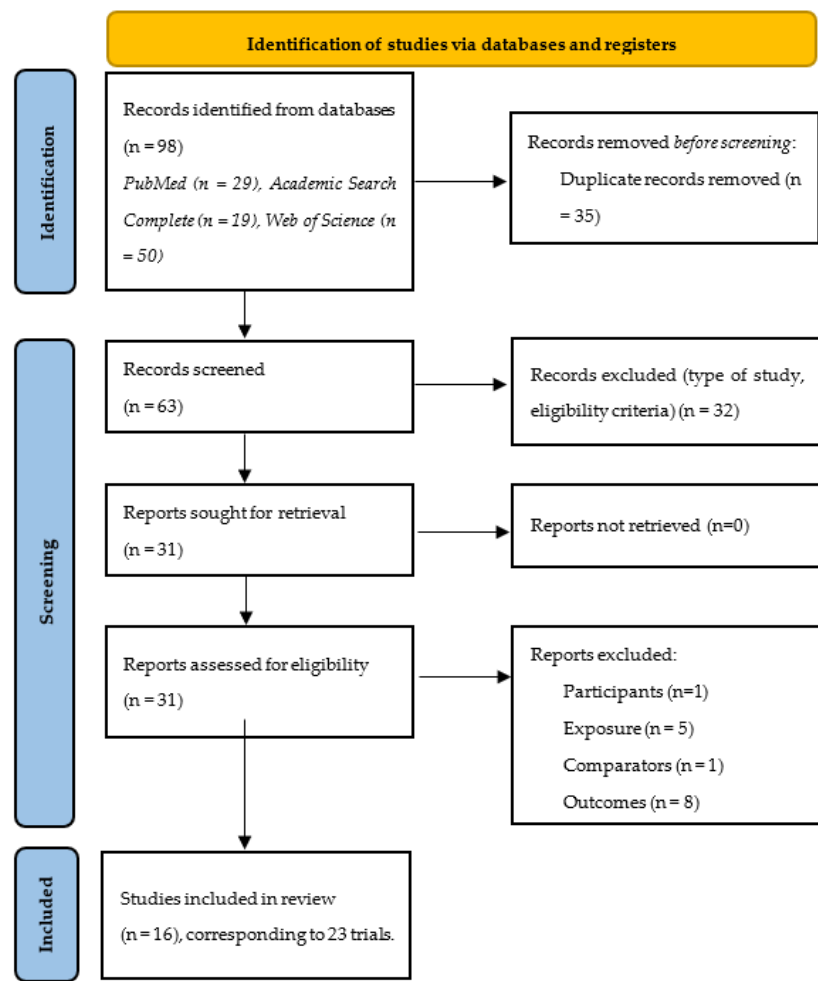 Identification of studies via databases and registers
Identification
Records identified from databases
(n = 98)
PubMed (n = 29), Academic Search
Complete (n = 19), Web of Science (n
= 50)
Records removed before screening:
Duplicate records removed (n
= 35)
Screening
Records screened
(n = 63)
Records excluded (type of study,
eligibility criteria) (n = 32)
Reports sought for retrieval
(n = 31)
Reports not retrieved (n=0)
Reports assessed for eligibility
(n = 31)
Reports excluded:
Participants (n=1)
Exposure (n = 5)
Comparators (n = 1)
Outcomes (n = 8)
Included
Studies included in review
(n = 16), corresponding to 23 trials.